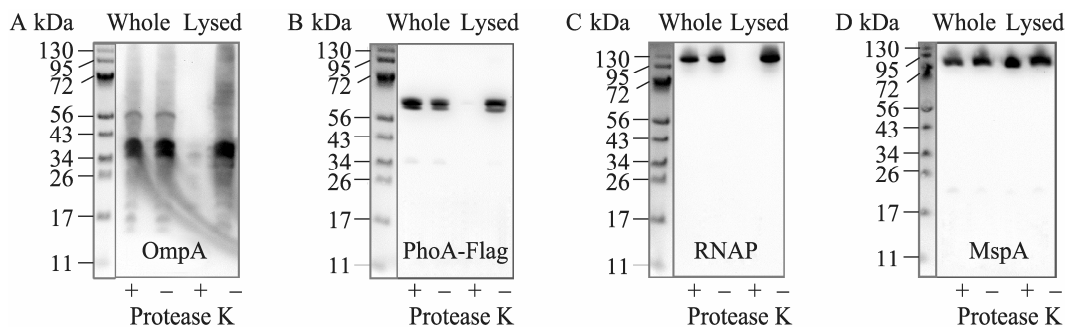 A kDa Whole Lysed
130
95
72
56
43
34
26
17
11
OmpA
+ − + −
Protease K
B kDa Whole Lysed
130
95
72
56
43
34
26
17
11
PhoA-Flag
+ − + −
Protease K
C kDa Whole Lysed
130
95
72
56
43
34
26
17
11
RNAP
+ − + −
Protease K
D kDa Whole Lysed
130
95
72
56
43
34
26
17
11
MspA
+ − + −
Protease K